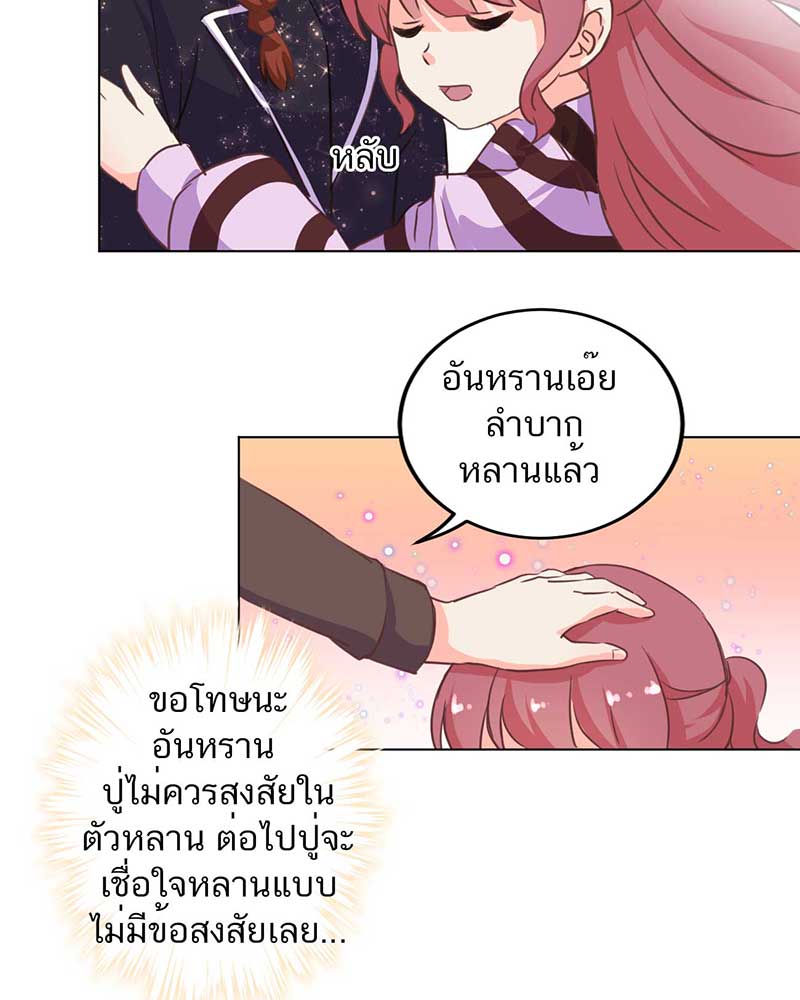 หลับ
อันหรานเอ๊ย
ลำบาก
หลานแล้ว
ขอโทษนะ
อันหราน
ปู่ไม่ควรสงสัยใน
ตัวหลาน ต่อไปปู่จะ
เชื่อใจหลานแบบ
ไม่มีข้อสงสัยเลย...